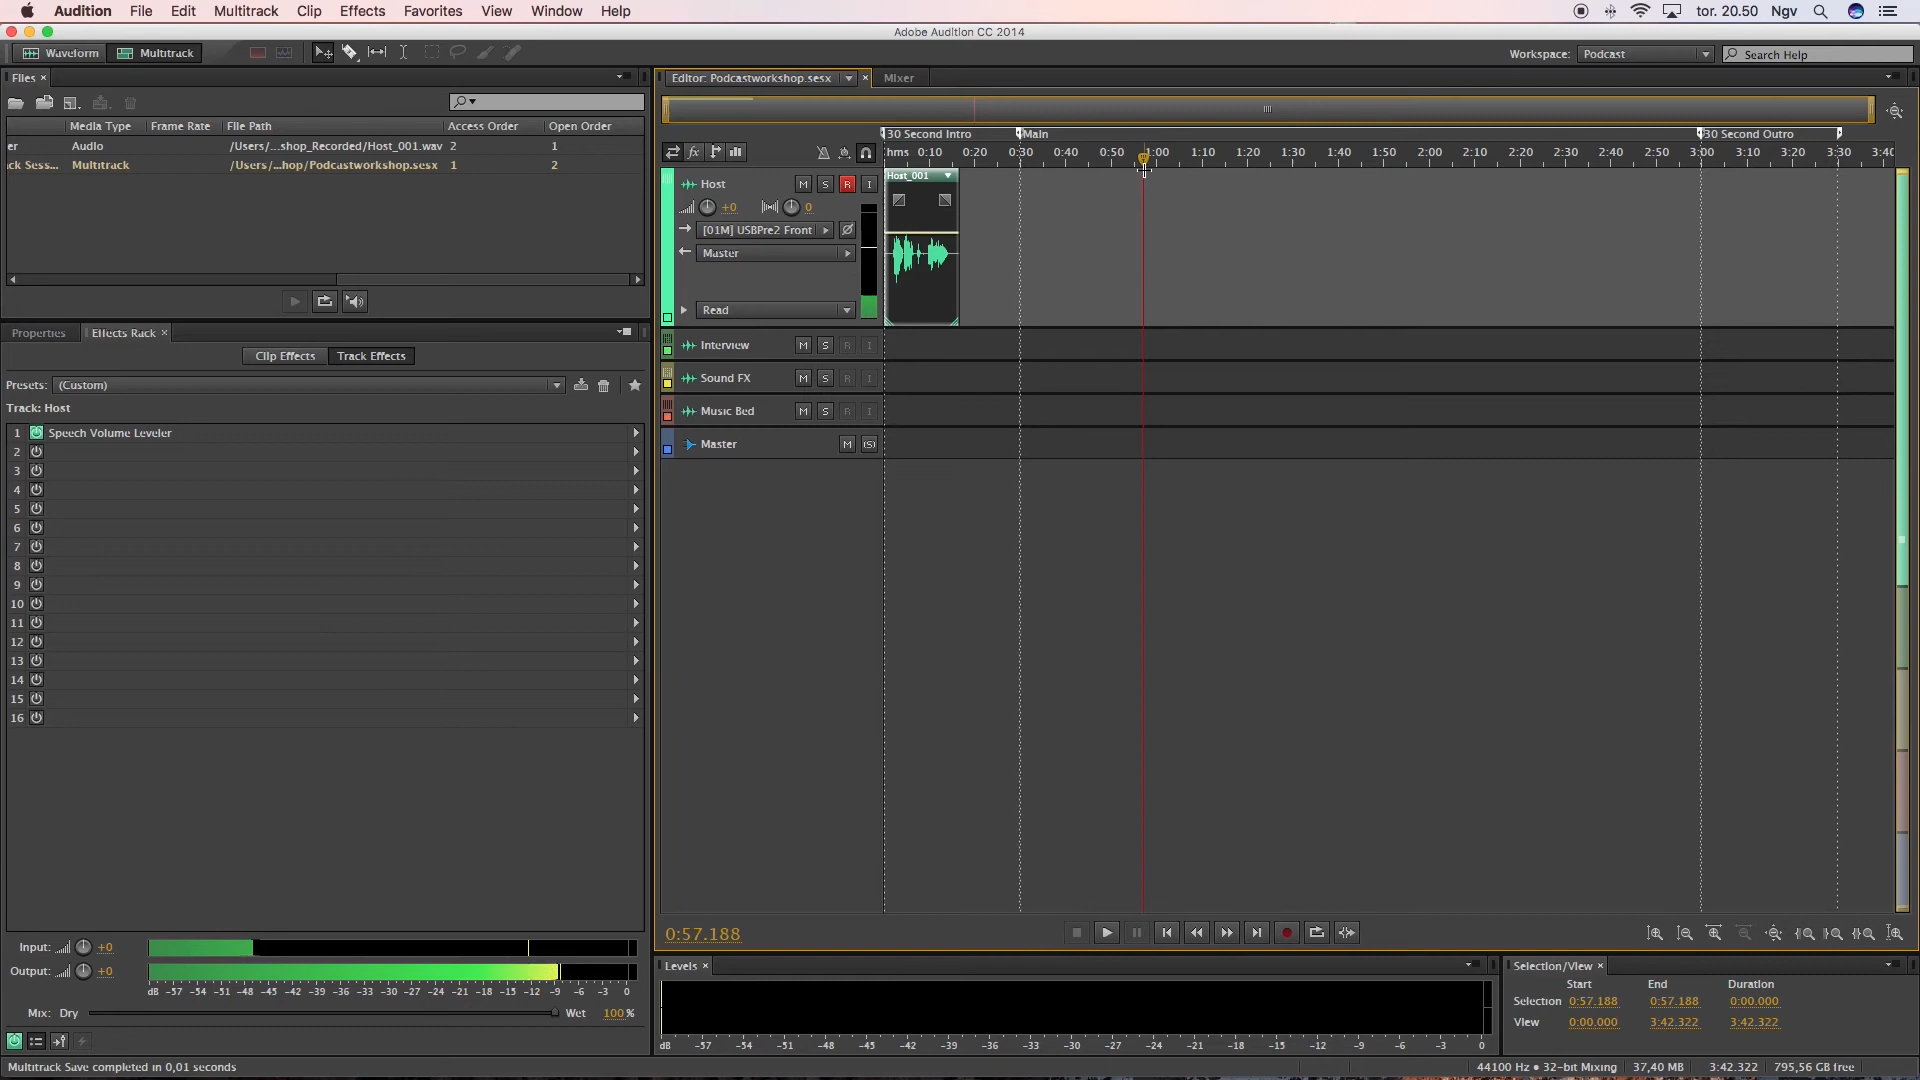 Audition File Edit Multitrack Clip Effects Favorites View Window Help tor. 20.50 Ngv
Adobe Audition CC 2014
Waveform Multitrack Workspace: Podcast Search Help
Files × Editor: Podcastworkshop.sesx × Mixer
Media Type Frame Rate File Path Access Order Open Order
er Audio /Users/...shop_Recorded/Host_001.wav 2 1
ck Sess... Multitrack /Users/...hop/Podcastworkshop.sesx 1 2
30 Second Intro Main 30 Second Outro
hms 0:10 0:20 0:30 0:40 0:50 1:00 1:10 1:20 1:30 1:40 1:50 2:00 2:10 2:20 2:30 2:40 2:50 3:00 3:10 3:20 3:30 3:40
fx
Host M S R I Host_001
+0 0
[01M] USBPre2 Front
Master
Read
Interview M S R I
Sound FX M S R I
Music Bed M S R I
Master M (S)
Properties Effects Rack ×
Clip Effects Track Effects
Presets: (Custom)
Track: Host
1 Speech Volume Leveler
2
3
4
5
6
7
8
9
10
11
12
13
14
15
16
Input: +0
Output: +0
dB -57 -54 -51 -48 -45 -42 -39 -36 -33 -30 -27 -24 -21 -18 -15 -12 -9 -6 -3 0
Mix: Dry Wet 100 %
0:57.188
Levels ×
dB -57 -54 -51 -48 -45 -42 -39 -36 -33 -30 -27 -24 -21 -18 -15 -12 -9 -6 -3 0
Selection/View ×
Start End Duration
Selection 0:57.188 0:57.188 0:00.000
View 0:00.000 3:42.322 3:42.322
Multitrack Save completed in 0,01 seconds 44100 Hz • 32-bit Mixing 37,40 MB 3:42.322 795,56 GB free